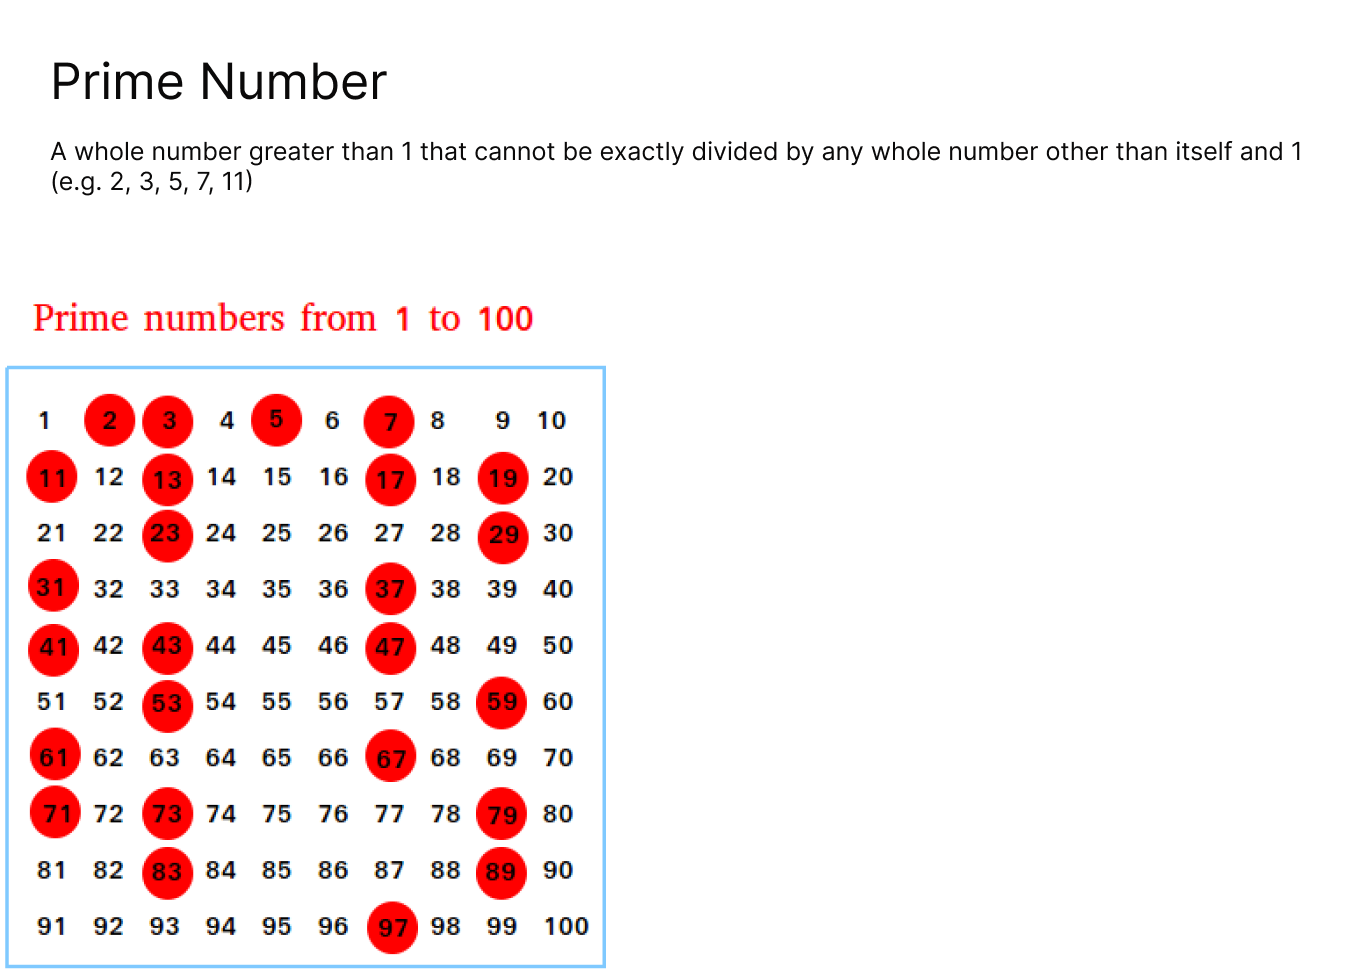 Prime Number
A whole number greater than 1 that cannot be exactly divided by any whole number other than itself and 1
(e.g. 2, 3, 5, 7, 11)
Prime numbers from 1 to 100
1 2 3 4 5 6 7 8 9 10
11 12 13 14 15 16 17 18 19 20
21 22 23 24 25 26 27 28 29 30
31 32 33 34 35 36 37 38 39 40
41 42 43 44 45 46 47 48 49 50
51 52 53 54 55 56 57 58 59 60
61 62 63 64 65 66 67 68 69 70
71 72 73 74 75 76 77 78 79 80
81 82 83 84 85 86 87 88 89 90
91 92 93 94 95 96 97 98 99 100